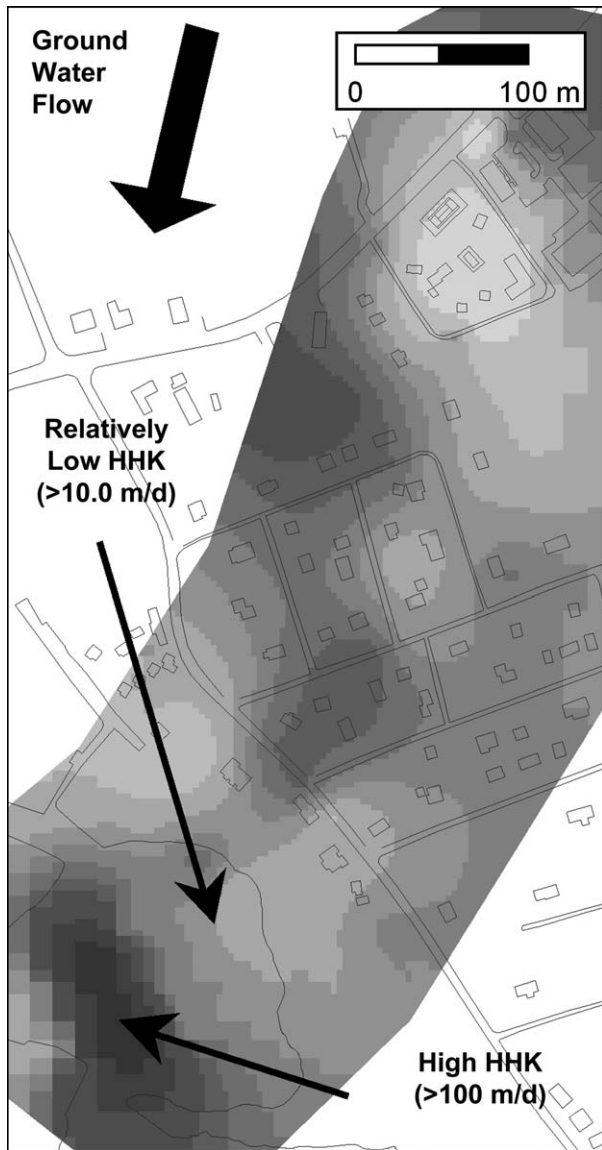 Ground
Water
Flow
0 100 m
Relatively
Low HHK
(>10.0 m/d)
High HHK
(>100 m/d)